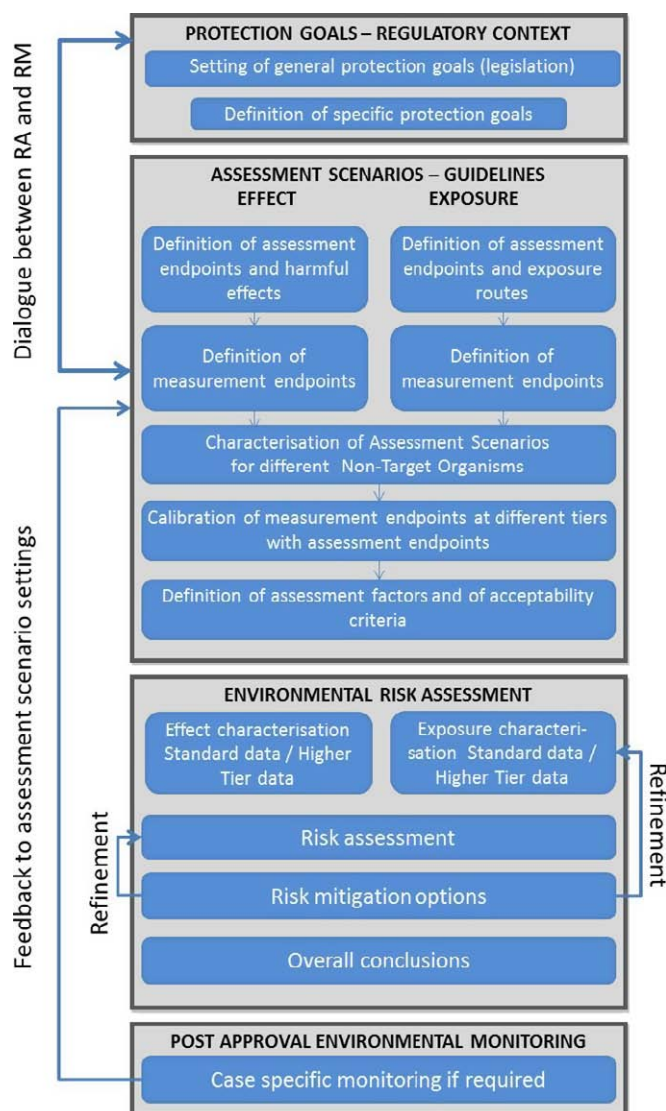 PROTECTION GOALS – REGULATORY CONTEXT
Setting of general protection goals (legislation)
Definition of specific protection goals
Dialogue between RA and RM
ASSESSMENT SCENARIOS – GUIDELINES
EFFECT EXPOSURE
Definition of assessment
endpoints and harmful
effects
Definition of assessment
endpoints and exposure
routes
Definition of
measurement endpoints
Definition of
measurement endpoints
Characterisation of Assessment Scenarios
for different Non-Target Organisms
Calibration of measurement endpoints at different tiers
with assessment endpoints
Definition of assessment factors and of acceptability
criteria
Feedback to assessment scenario settings
ENVIRONMENTAL RISK ASSESSMENT
Effect characterisation
Standard data / Higher
Tier data
Exposure characteri-
sation Standard data /
Higher Tier data
Refinement
Risk assessment
Refinement
Risk mitigation options
Overall conclusions
POST APPROVAL ENVIRONMENTAL MONITORING
Case specific monitoring if required